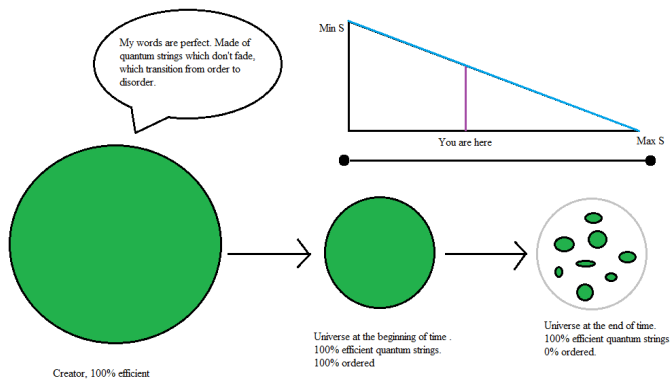 My words are perfect. Made of
quantum strings which don't fade,
which transition from order to
disorder.
Min S
You are here
Max S
Universe at the beginning of time .
100% efficient quantum strings.
100% ordered
Universe at the end of time.
100% efficient quantum strings
0% ordered.
Creator, 100% efficient